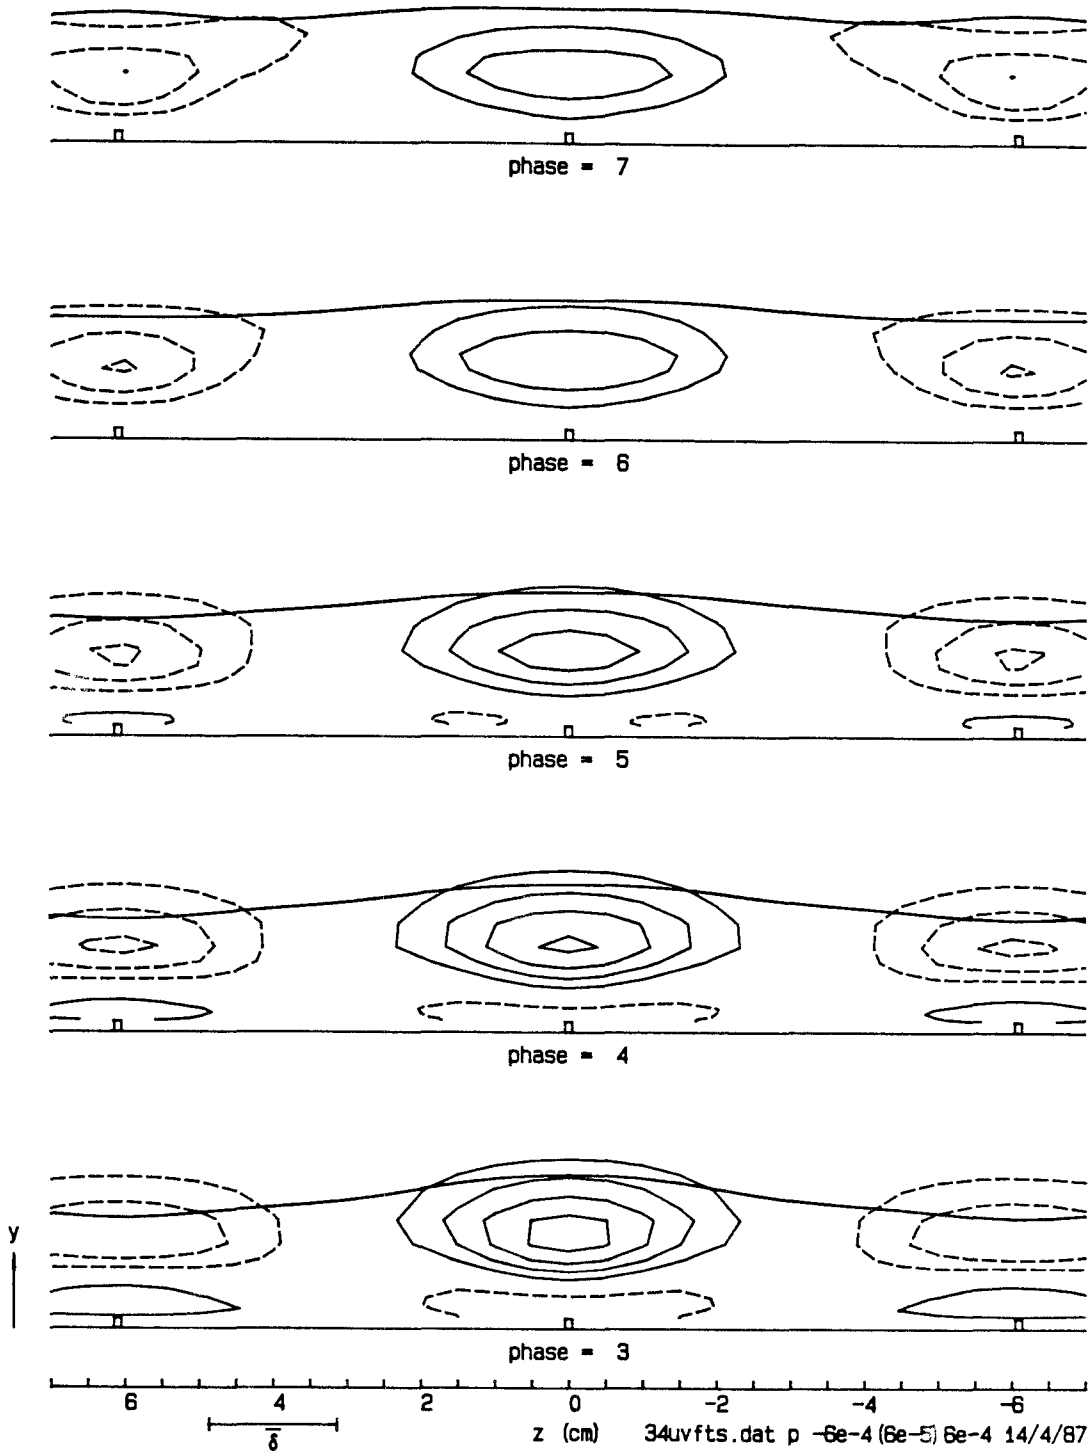 phase = 7
phase = 6
phase = 5
phase = 4
phase = 3
y
6 4 2 0 -2 -4 -6
δ̅
z (cm) 34uvfts.dat p -6e-4 (6e-5) 6e-4 14/4/87